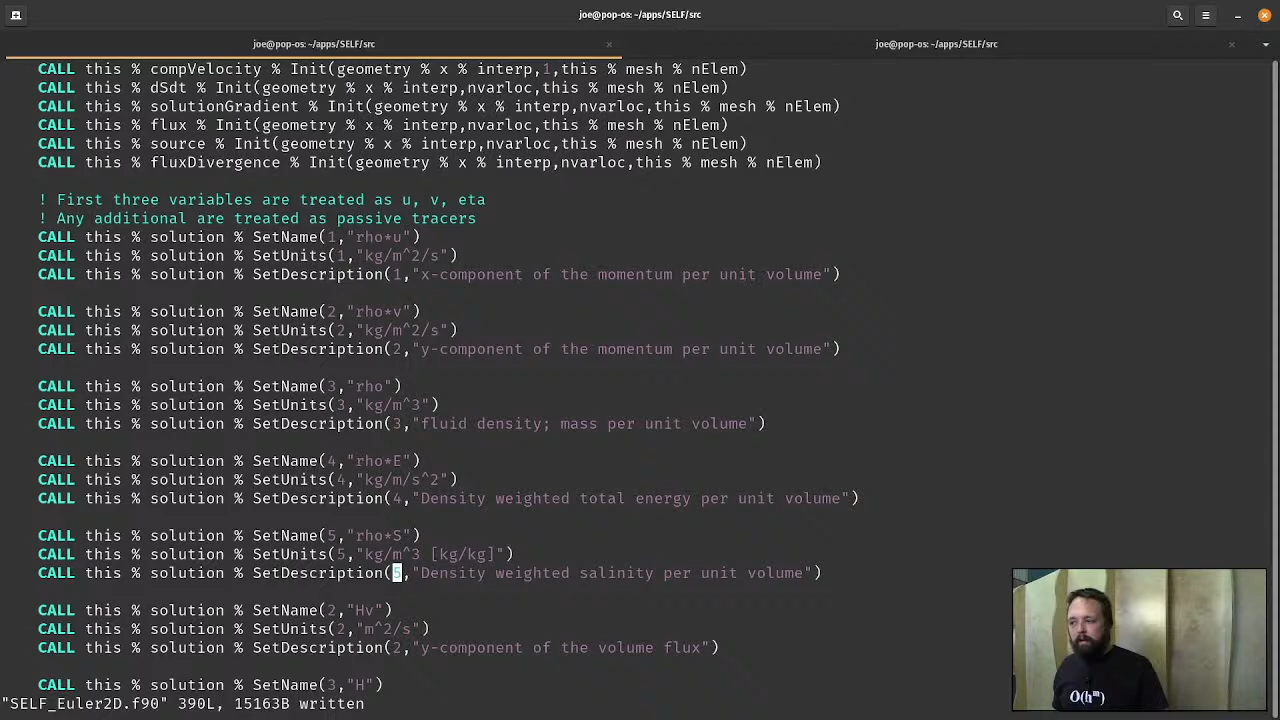 joe@pop-os: ~/apps/SELF/src
joe@pop-os: ~/apps/SELF/src × joe@pop-os: ~/apps/SELF/src ×
CALL this % compVelocity % Init(geometry % x % interp,1,this % mesh % nElem)
CALL this % dSdt % Init(geometry % x % interp,nvarloc,this % mesh % nElem)
CALL this % solutionGradient % Init(geometry % x % interp,nvarloc,this % mesh % nElem)
CALL this % flux % Init(geometry % x % interp,nvarloc,this % mesh % nElem)
CALL this % source % Init(geometry % x % interp,nvarloc,this % mesh % nElem)
CALL this % fluxDivergence % Init(geometry % x % interp,nvarloc,this % mesh % nElem)
! First three variables are treated as u, v, eta
! Any additional are treated as passive tracers
CALL this % solution % SetName(1,"rho*u")
CALL this % solution % SetUnits(1,"kg/m^2/s")
CALL this % solution % SetDescription(1,"x-component of the momentum per unit volume")
CALL this % solution % SetName(2,"rho*v")
CALL this % solution % SetUnits(2,"kg/m^2/s")
CALL this % solution % SetDescription(2,"y-component of the momentum per unit volume")
CALL this % solution % SetName(3,"rho")
CALL this % solution % SetUnits(3,"kg/m^3")
CALL this % solution % SetDescription(3,"fluid density; mass per unit volume")
CALL this % solution % SetName(4,"rho*E")
CALL this % solution % SetUnits(4,"kg/m/s^2")
CALL this % solution % SetDescription(4,"Density weighted total energy per unit volume")
CALL this % solution % SetName(5,"rho*S")
CALL this % solution % SetUnits(5,"kg/m^3 [kg/kg]")
CALL this % solution % SetDescription(5,"Density weighted salinity per unit volume")
CALL this % solution % SetName(2,"Hv")
CALL this % solution % SetUnits(2,"m^2/s")
CALL this % solution % SetDescription(2,"y-component of the volume flux")
CALL this % solution % SetName(3,"H")
"SELF_Euler2D.f90" 390L, 15163B written
O(h^m)